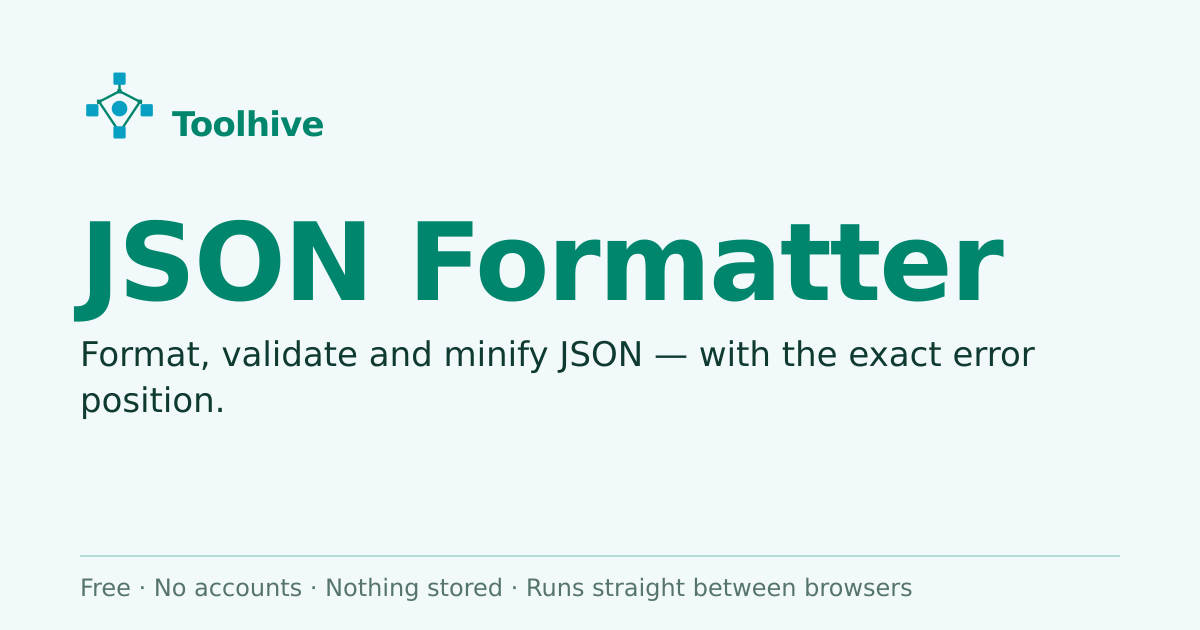 Toolhive
JSON Formatter
Format, validate and minify JSON — with the exact error
position.
Free · No accounts · Nothing stored · Runs straight between browsers